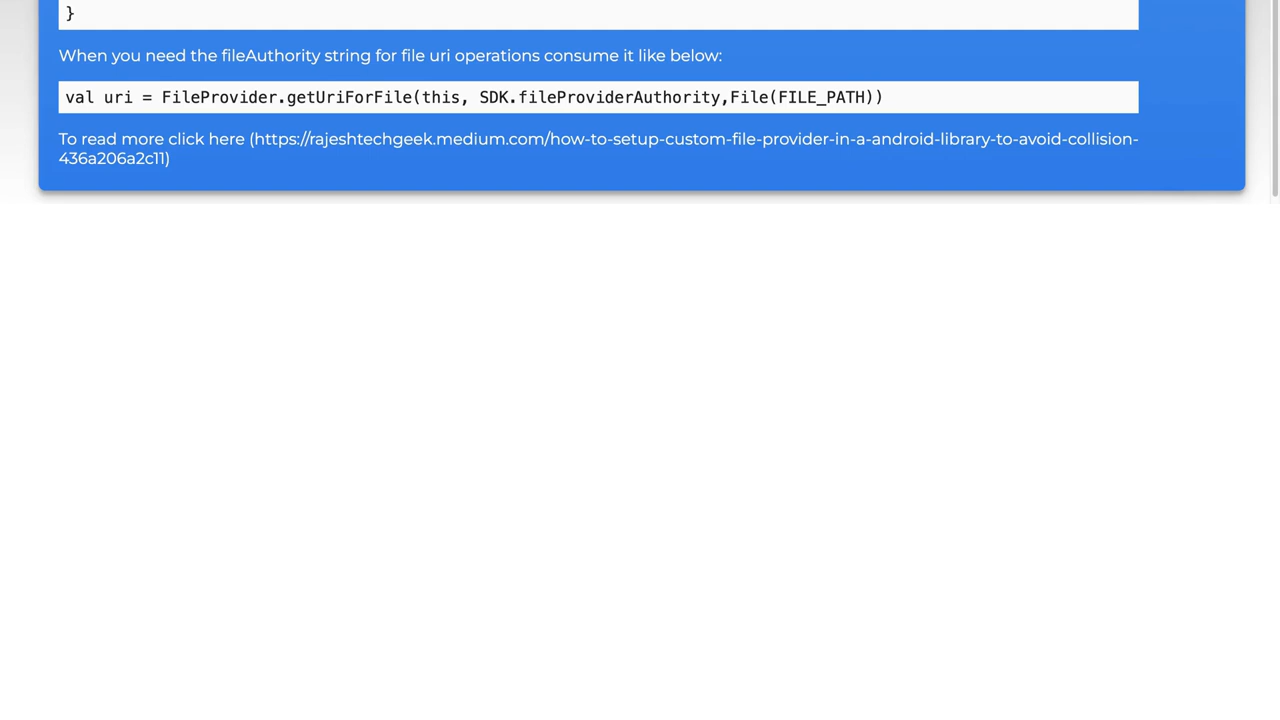 }
When you need the fileAuthority string for file uri operations consume it like below:
val uri = FileProvider.getUriForFile(this, SDK.fileProviderAuthority,File(FILE_PATH))
To read more click here (https://rajeshtechgeek.medium.com/how-to-setup-custom-file-provider-in-a-android-library-to-avoid-collision-
436a206a2c11)